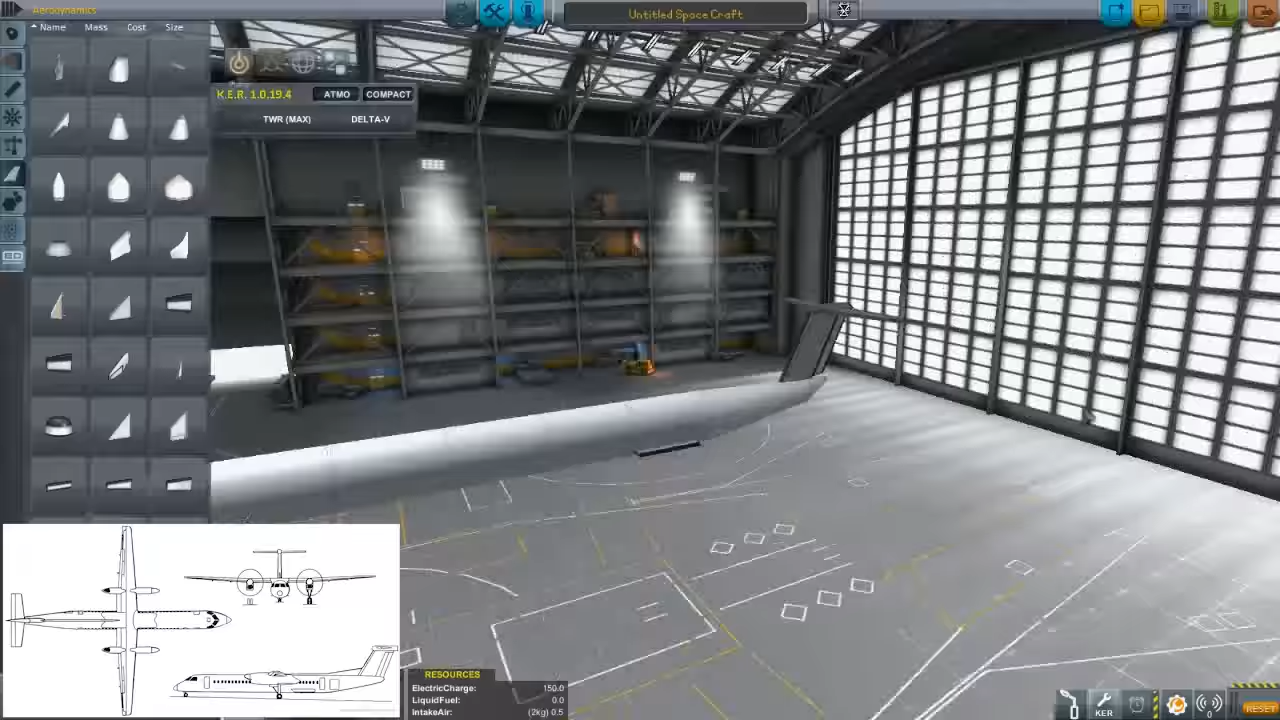 Aerodynamics
Untitled Space Craft
Name Mass Cost Size
K.E.R. 1.0.19.4 ATMO COMPACT
TWR (MAX) DELTA-V
RESOURCES
ElectricCharge: 150.0
LiquidFuel: 0.0
IntakeAir: (2kg) 0.5
KER
0
RESET